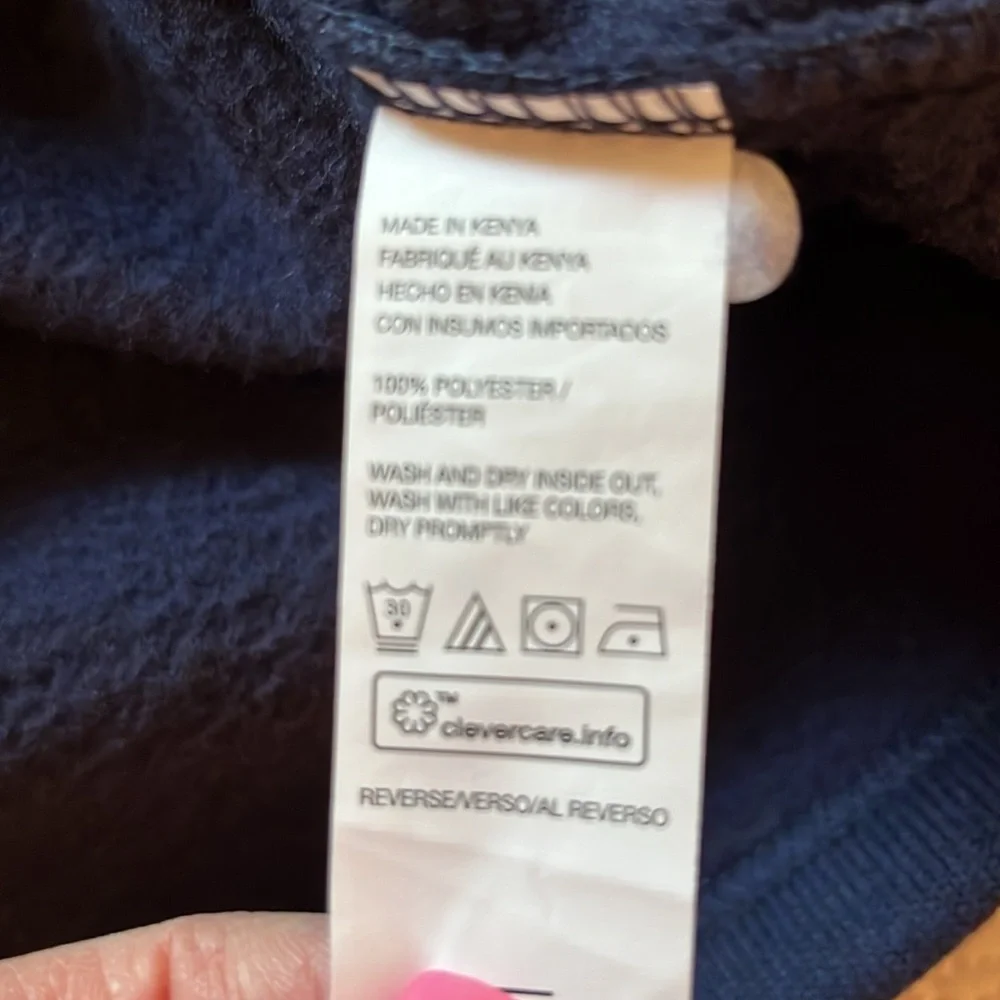 MADE IN KENYA
FABRIQUÉ AU KENYA
HECHO EN KENIA
CON INSUMOS IMPORTADOS
100% POLYESTER /
POLIÉSTER
WASH AND DRY INSIDE OUT,
WASH WITH LIKE COLORS,
DRY PROMPTLY
30
™
clevercare.info
REVERSE/VERSO/AL REVERSO